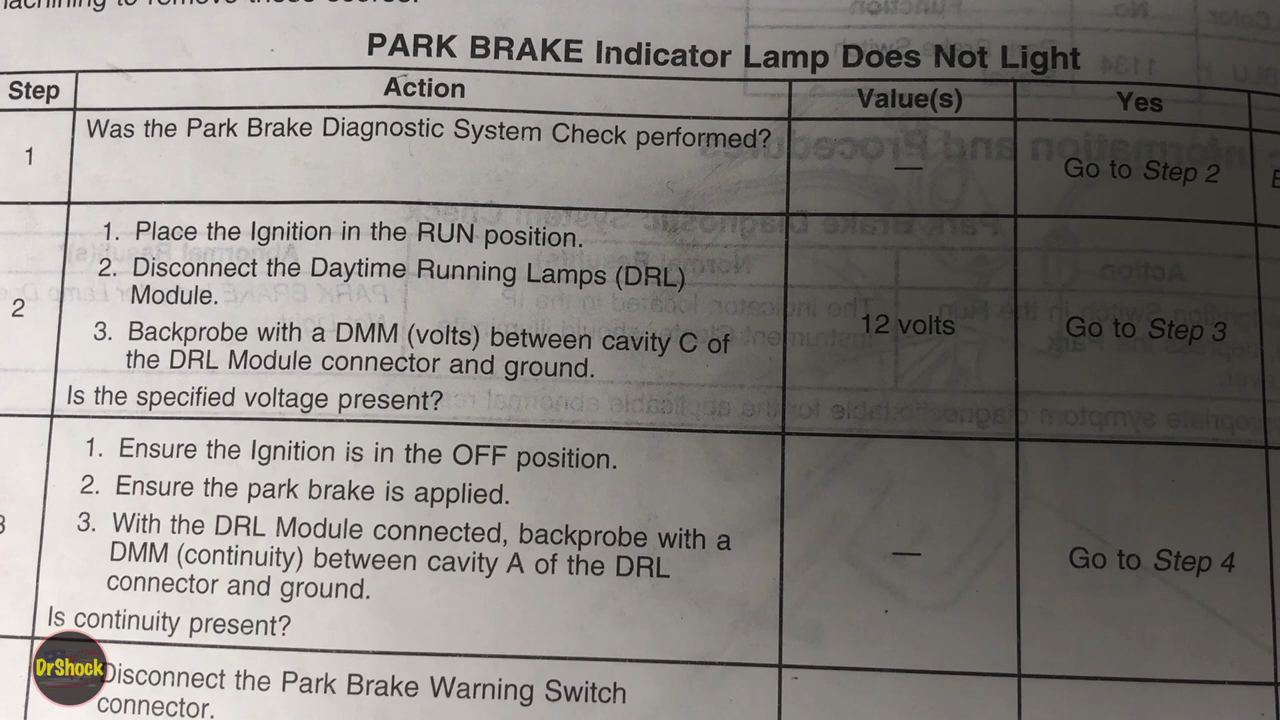 PARK BRAKE Indicator Lamp Does Not Light
Step Action Value(s) Yes
1 Was the Park Brake Diagnostic System Check performed? — Go to Step 2
1. Place the Ignition in the RUN position.
2. Disconnect the Daytime Running Lamps (DRL)
Module.
2 3. Backprobe with a DMM (volts) between cavity C of 12 volts Go to Step 3
the DRL Module connector and ground.
Is the specified voltage present?
1. Ensure the Ignition is in the OFF position.
2. Ensure the park brake is applied.
3. With the DRL Module connected, backprobe with a
DMM (continuity) between cavity A of the DRL — Go to Step 4
connector and ground.
Is continuity present?
Disconnect the Park Brake Warning Switch
connector.
DrShock